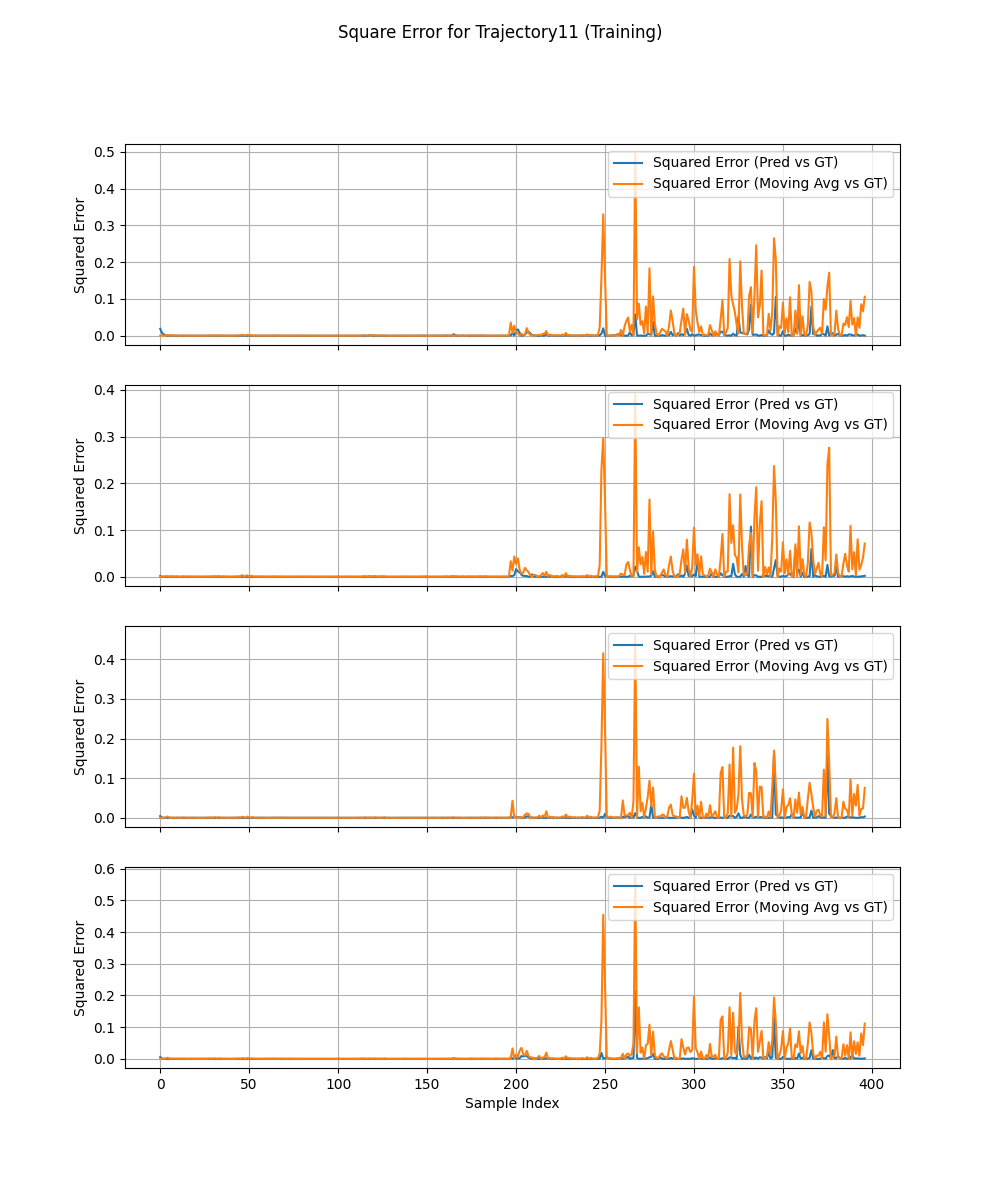 Square Error for Trajectory11 (Training)
Squared Error
0.5
0.4
0.3
0.2
0.1
0.0
Squared Error (Pred vs GT)
Squared Error (Moving Avg vs GT)
Squared Error
0.4
0.3
0.2
0.1
0.0
Squared Error (Pred vs GT)
Squared Error (Moving Avg vs GT)
Squared Error
0.4
0.3
0.2
0.1
0.0
Squared Error (Pred vs GT)
Squared Error (Moving Avg vs GT)
Squared Error
0.6
0.5
0.4
0.3
0.2
0.1
0.0
Squared Error (Pred vs GT)
Squared Error (Moving Avg vs GT)
0 50 100 150 200 250 300 350 400
Sample Index